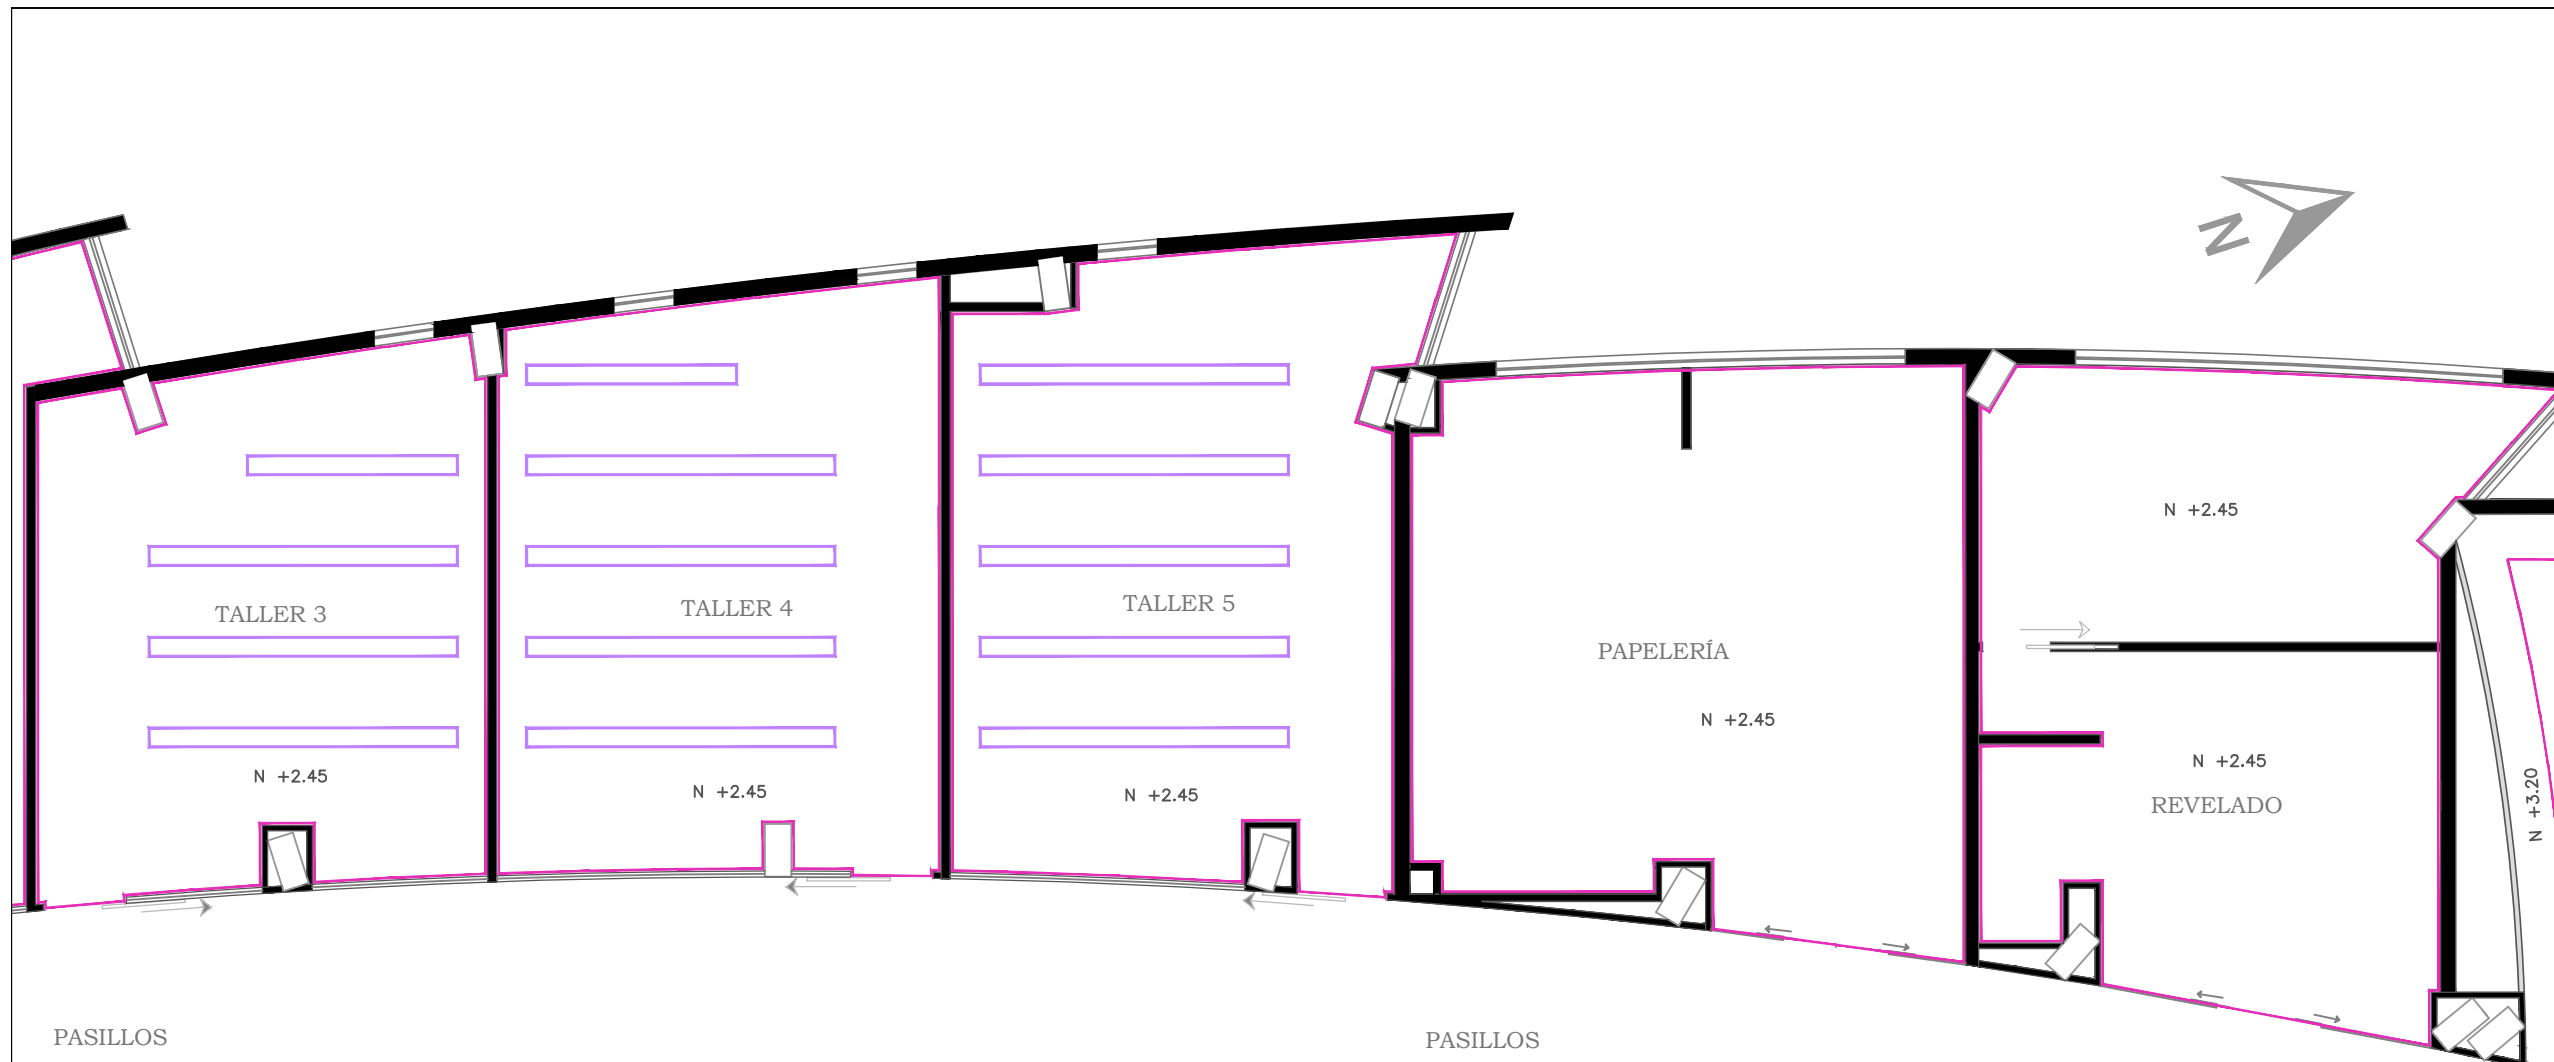 N
N +2.45
TALLER 3
TALLER 4
TALLER 5
PAPELERÍA
N +2.45
N +2.45
N +2.45
N +2.45
N +2.45
REVELADO
N +3.20
PASILLOS
PASILLOS